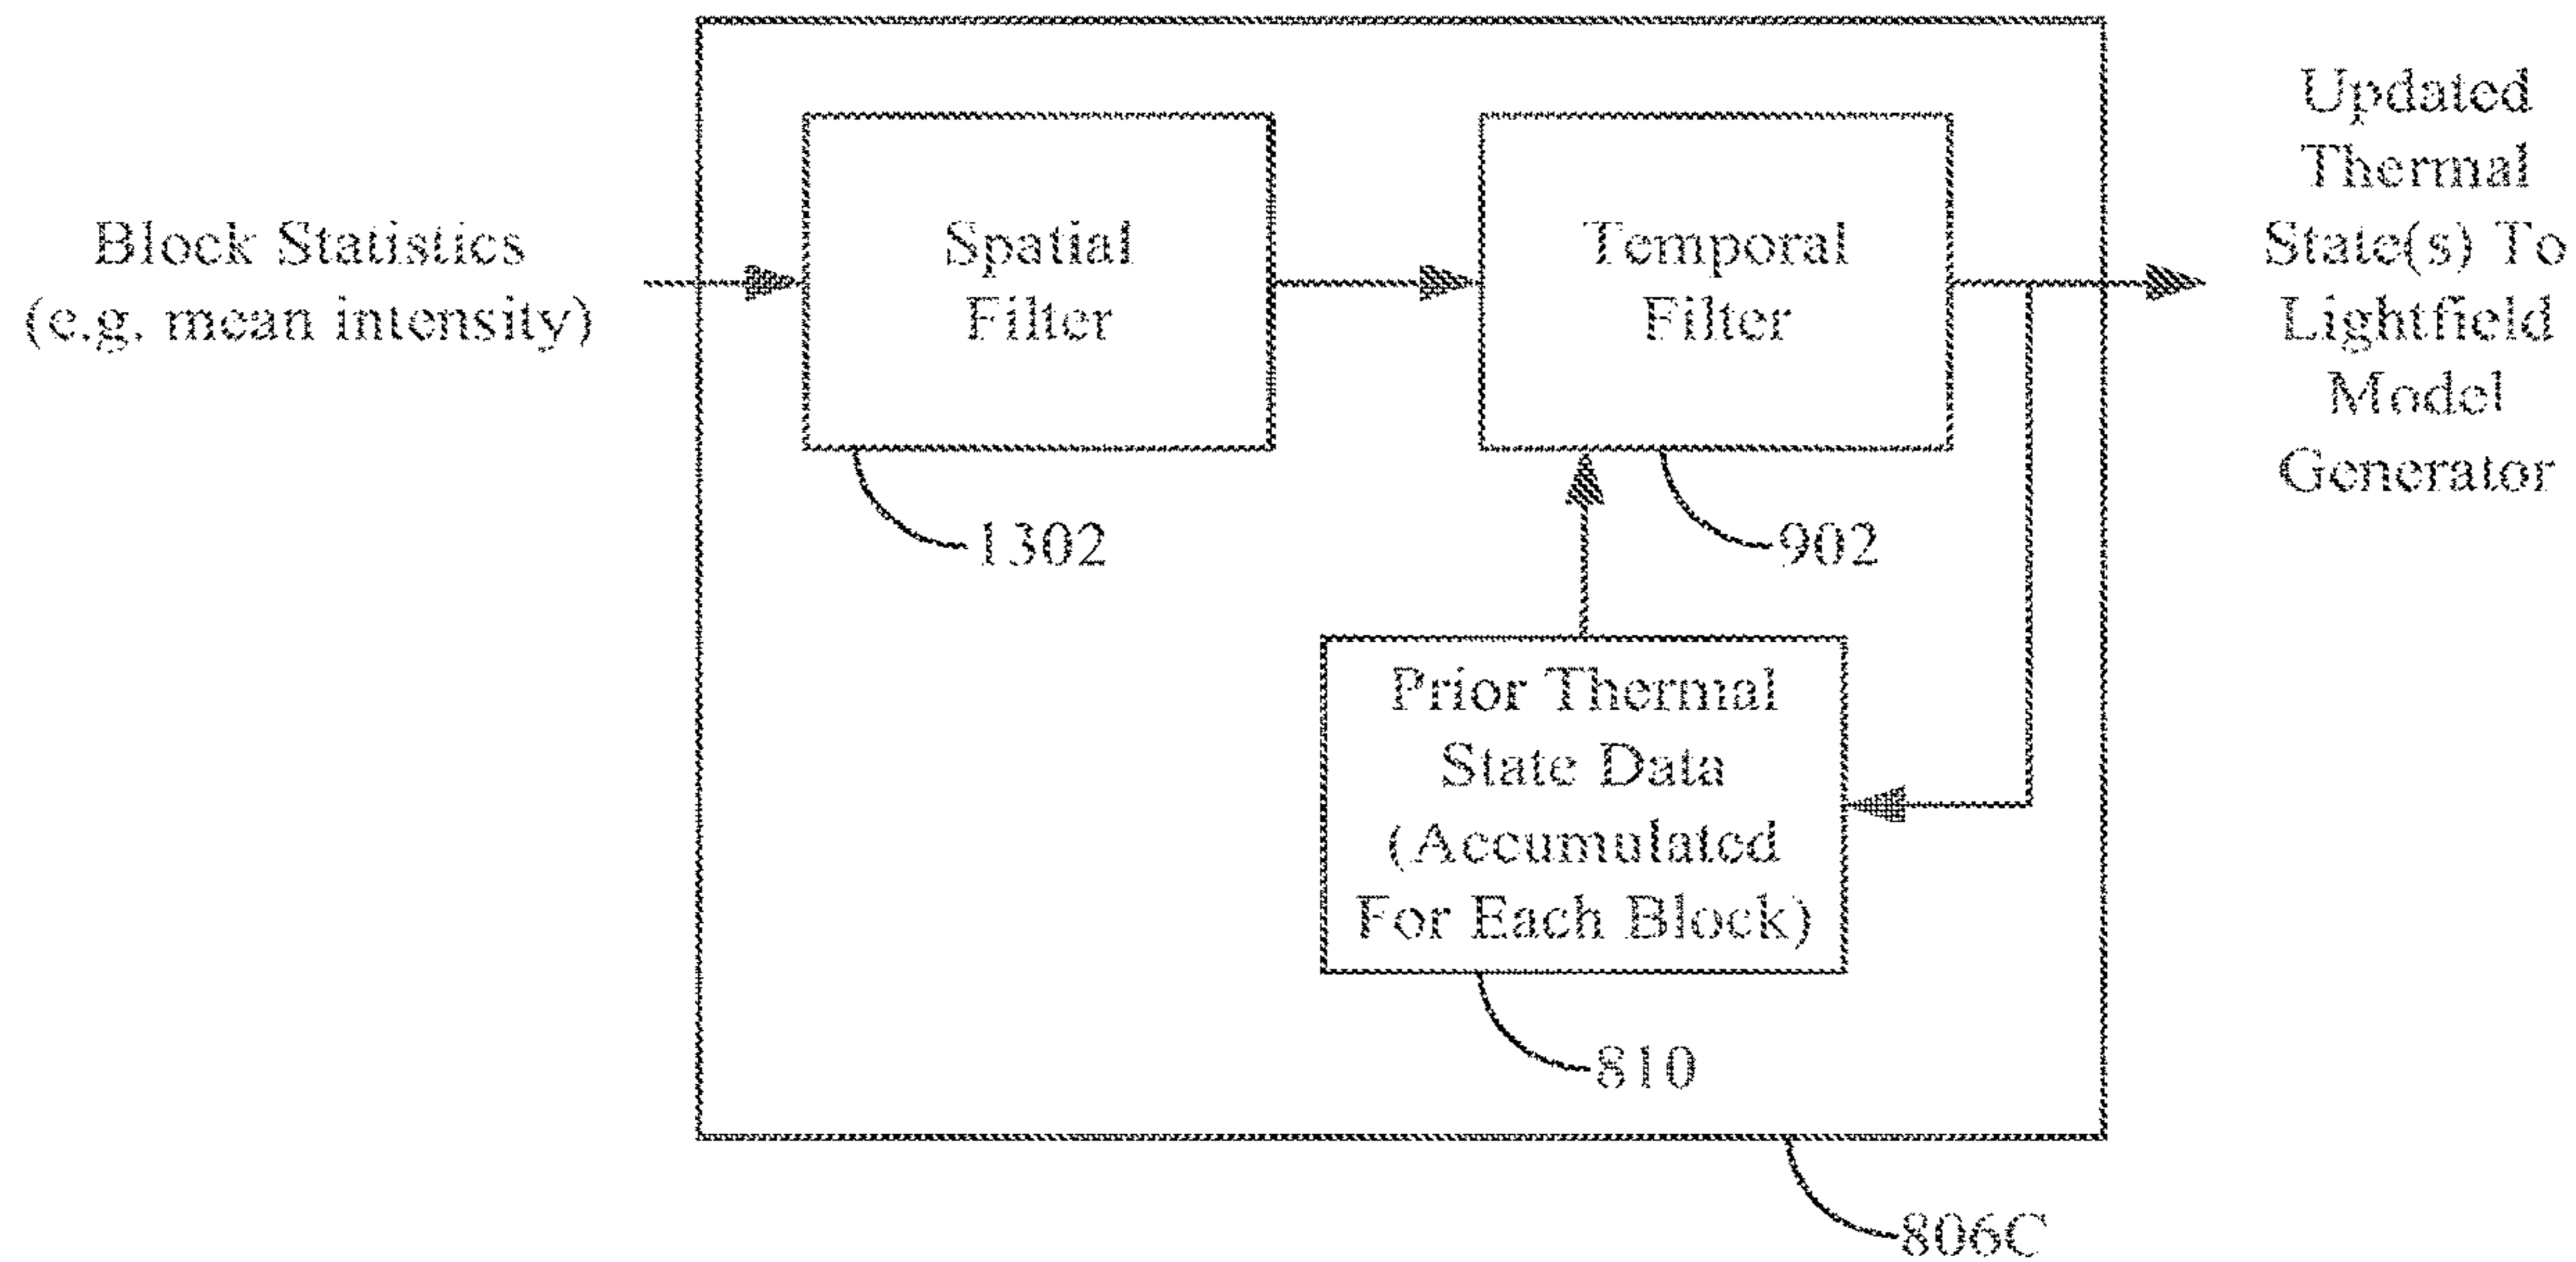 Block Statistics
(e.g. mean intensity)
Spatial
Filter
1302
Temporal
Filter
902
Prior Thermal
State Data
(Accumulated
For Each Block)
810
806C
Updated
Thermal
State(s) To
Lightfield
Model
Generator